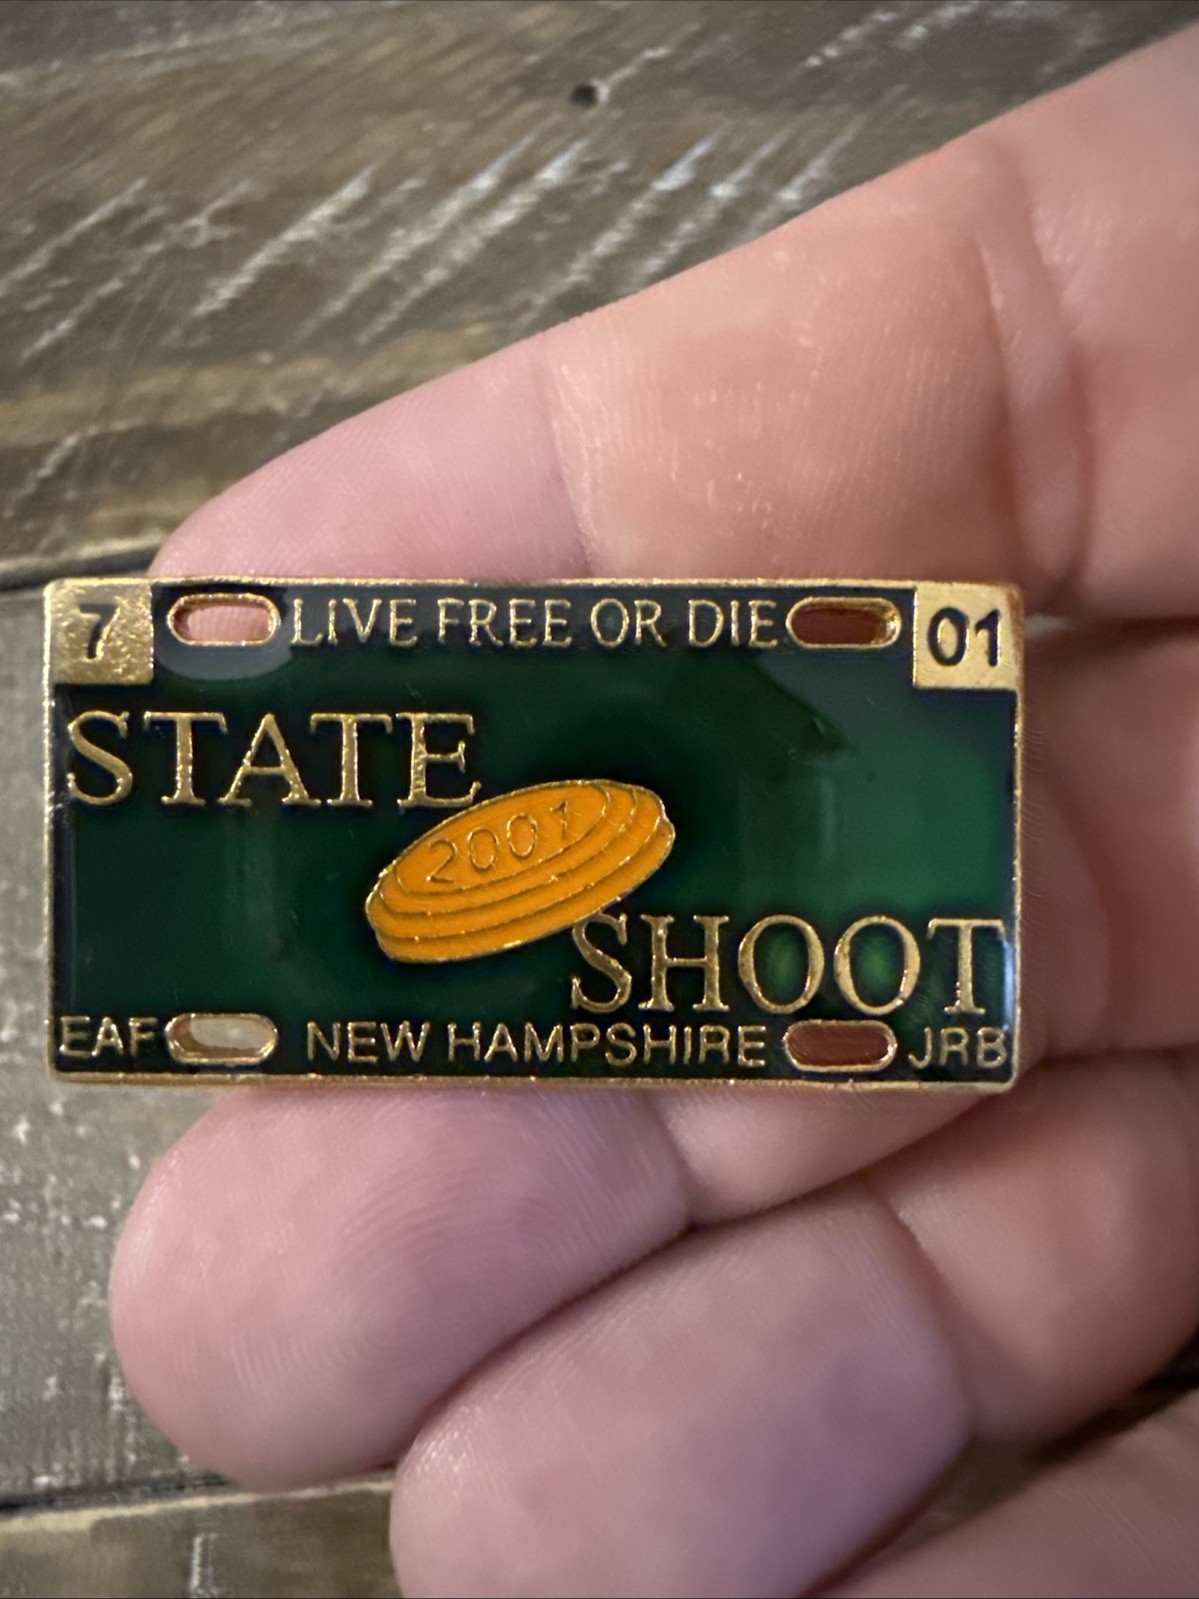 7 LIVE FREE OR DIE 01
STATE
2001
SHOOT
EAF NEW HAMPSHIRE JRB